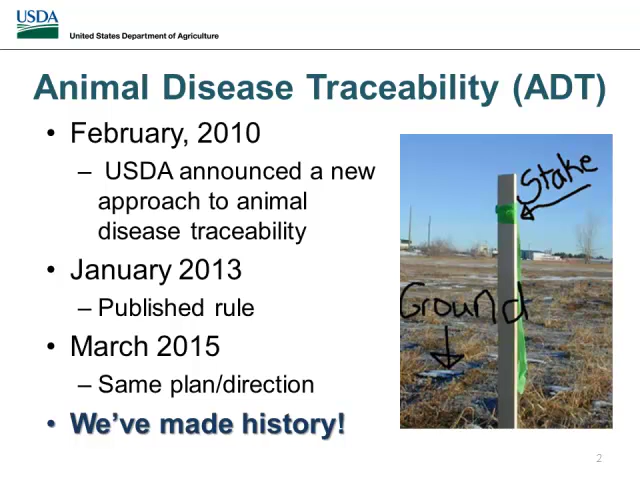 USDA
United States Department of Agriculture
Animal Disease Traceability (ADT)
• February, 2010
– USDA announced a new
approach to animal
disease traceability
• January 2013
– Published rule
• March 2015
– Same plan/direction
• We’ve made history!
Stake
Ground
2